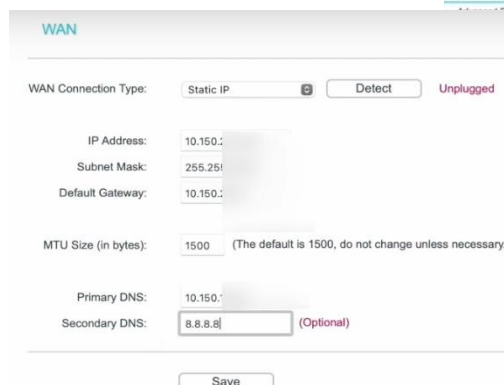 WAN
WAN Connection Type: Static IP Detect Unplugged
IP Address: 10.150.2
Subnet Mask: 255.25
Default Gateway: 10.150.2
MTU Size (in bytes): 1500 (The default is 1500, do not change unless necessary.
Primary DNS: 10.150.
Secondary DNS: 8.8.8.8 (Optional)
Save